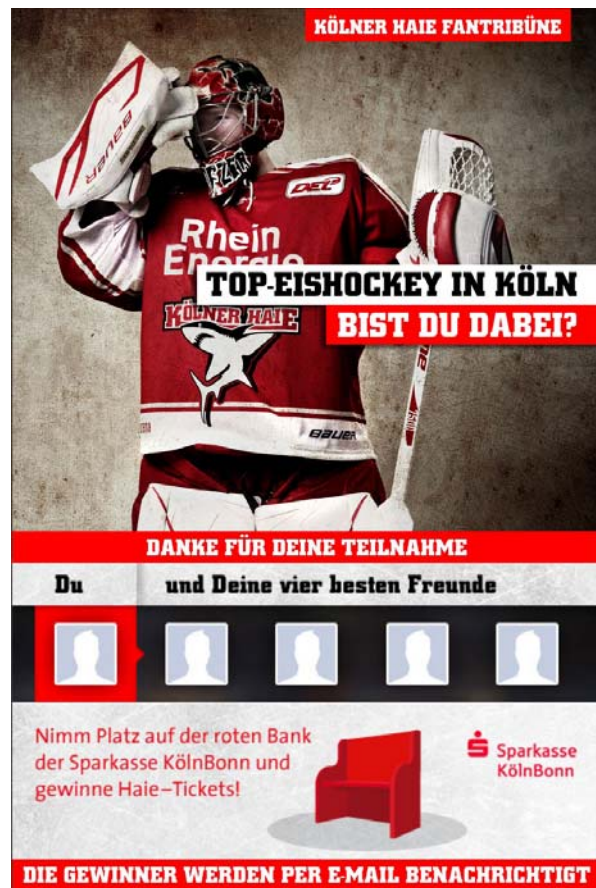 KÖLNER HAIE FANTRIBÜNE
BAUER
DEL
Rhein
Energie
TOP-EISHOCKEY IN KÖLN
KÖLNER HAIE
BIST DU DABEI?
BAUER
DANKE FÜR DEINE TEILNAHME
Du und Deine vier besten Freunde
Nimm Platz auf der roten Bank
der Sparkasse KölnBonn und
gewinne Haie-Tickets!
Sparkasse
KölnBonn
DIE GEWINNER WERDEN PER E-MAIL BENACHRICHTIGT